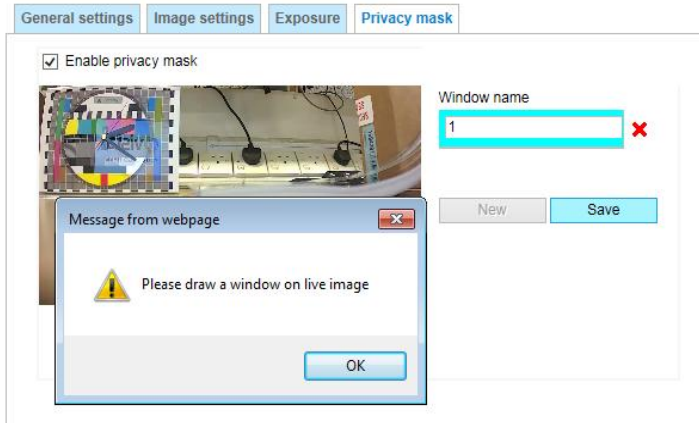 General settings
Image settings
Exposure
Privacy mask
Enable privacy mask
Window name
1
New
Save
Message from webpage
Please draw a window on live image
OK